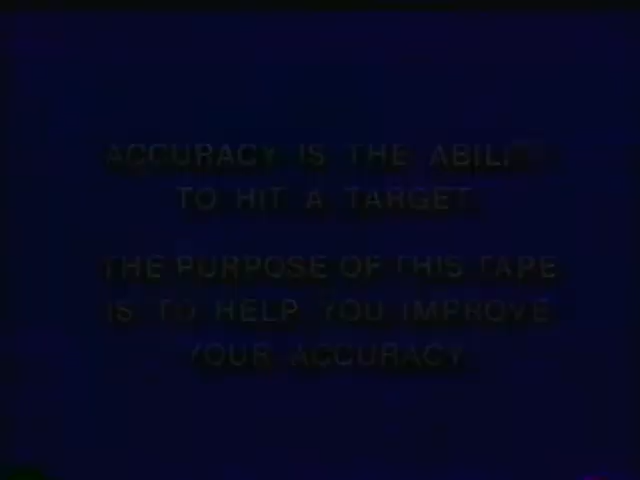 ACCURACY IS THE ABILITY
TO HIT A TARGET.
THE PURPOSE OF THIS TAPE
IS TO HELP YOU IMPROVE
YOUR ACCURACY.